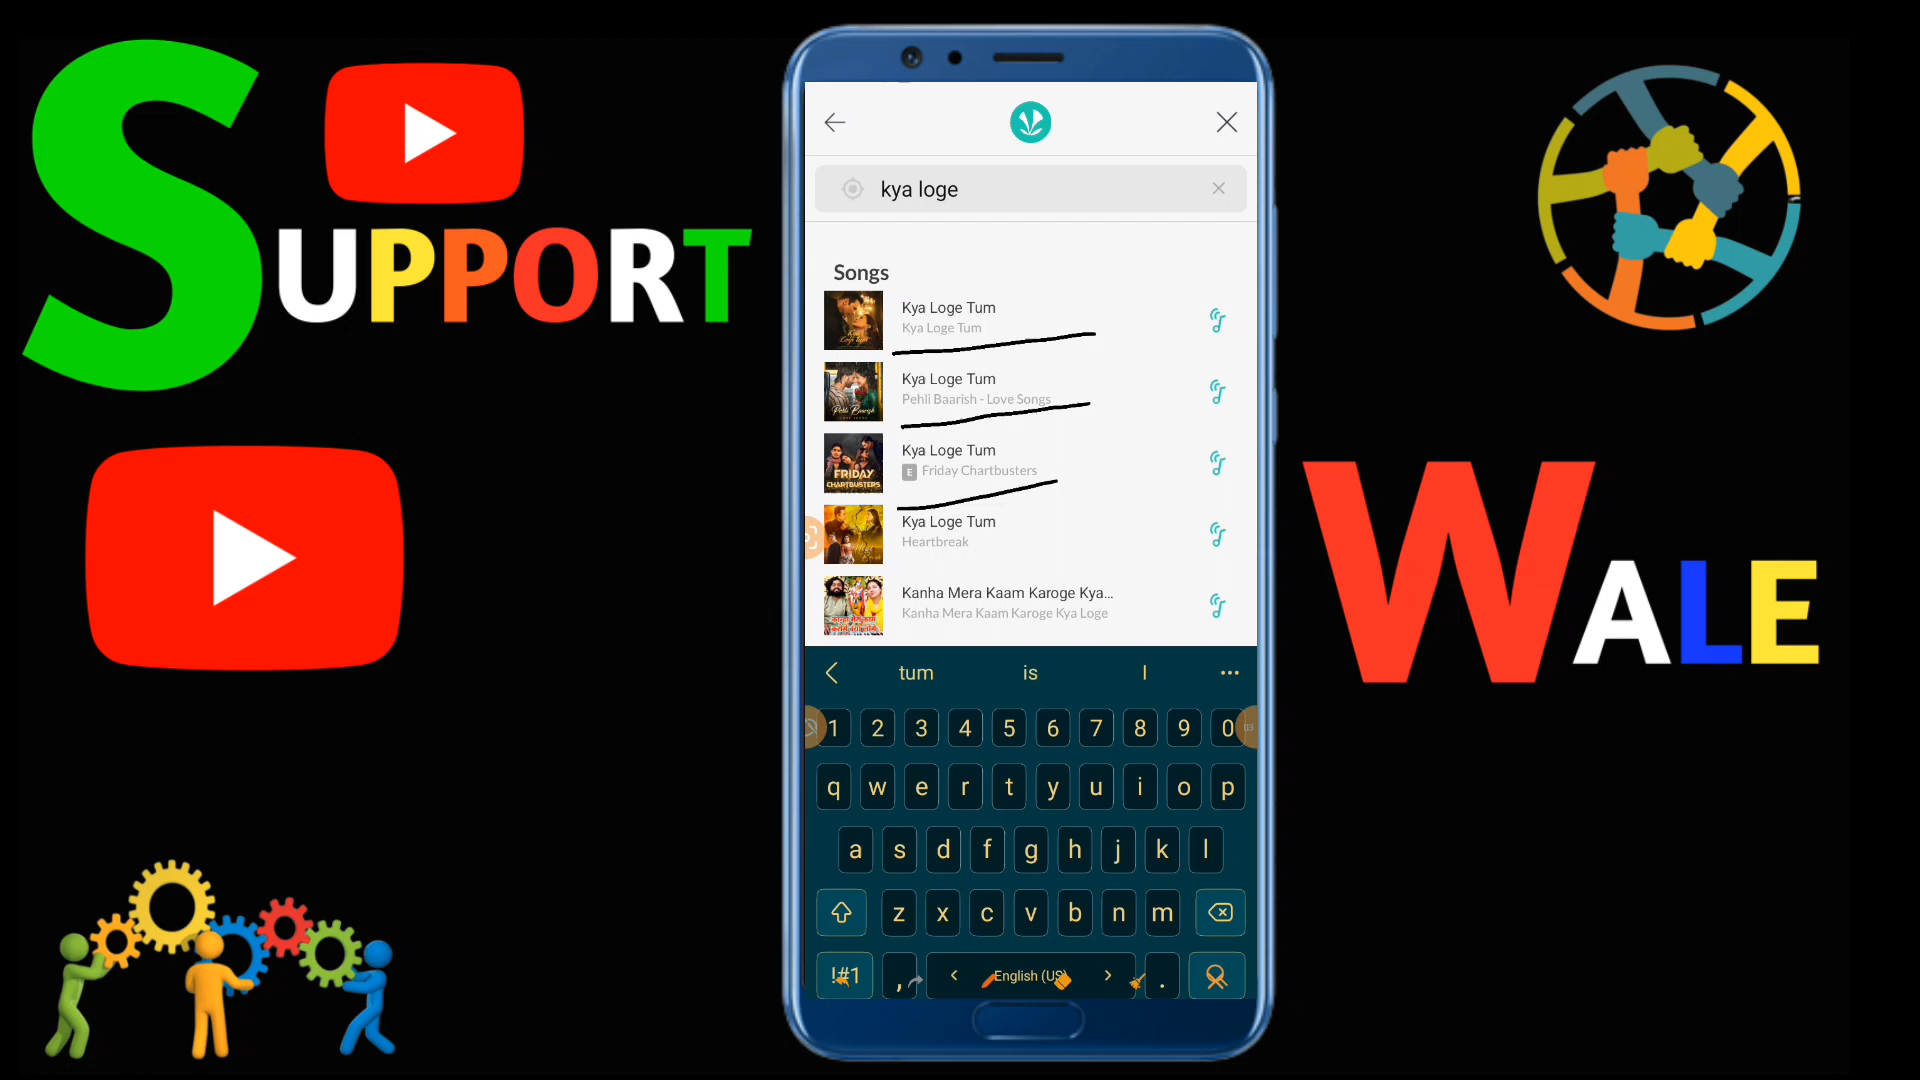 SUPPORT
WALE
kya loge
Songs
Kya Loge Tum
Kya Loge Tum
Kya Loge Tum
Pehli Baarish - Love Songs
Kya Loge Tum
E Friday Chartbusters
FRIDAY
CHARTBUSTERS
Kya Loge Tum
Heartbreak
Kanha Mera Kaam Karoge Kya...
Kanha Mera Kaam Karoge Kya Loge
tum is I ...
1 2 3 4 5 6 7 8 9 0
03
q w e r t y u i o p
a s d f g h j k l
z x c v b n m
!#1 , < English (US) > .